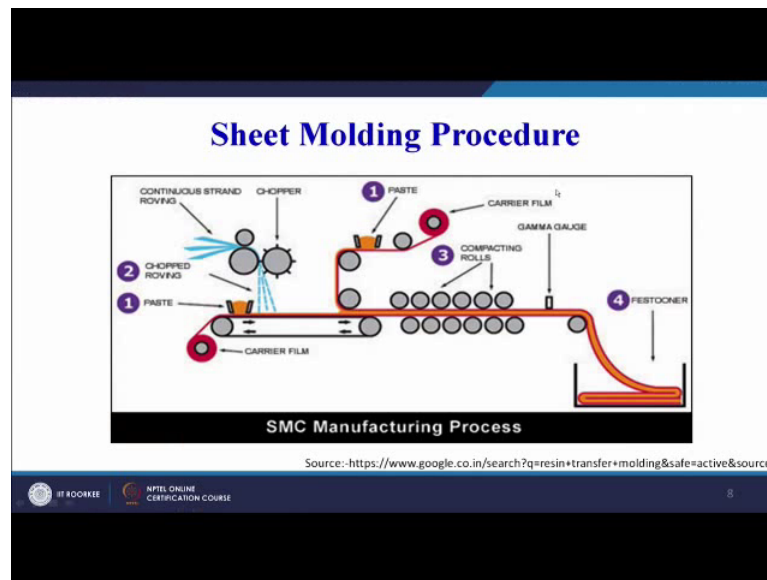 Sheet Molding Procedure
CONTINUOUS STRAND
ROVING
CHOPPER
1 PASTE
CARRIER FILM
GAMMA GAUGE
2 CHOPPED
ROVING
3 COMPACTING
ROLLS
1 PASTE
4 FESTOONER
CARRIER FILM
SMC Manufacturing Process
Source:-https://www.google.co.in/search?q=resin+transfer+molding&safe=active&source
IIT ROORKEE
NPTEL ONLINE
CERTIFICATION COURSE
8